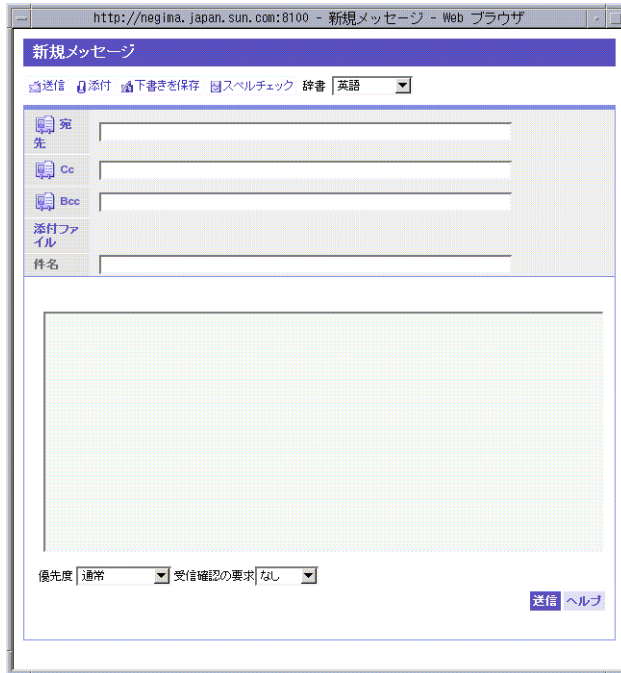 http://negima.japan.sun.com:8100 - 新規メッセージ - Web ブラウザ
新規メッセージ
送信 添付 下書きを保存 スペルチェック 辞書 英語
宛
先
Cc
Bcc
添付ファ
イル
件名
優先度 通常 受信確認の要求 なし
送信 ヘルプ